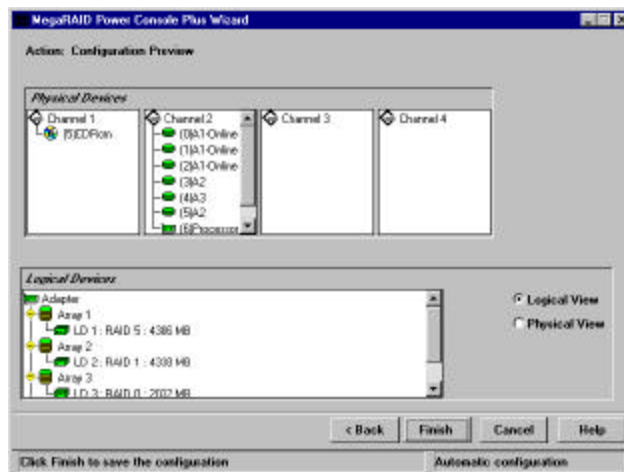 MegaRAID Power Console Plus Wizard
Action: Configuration Preview
Physical Devices
Channel 1
(5)CDRom
Channel 2
(0)A1-Online
(1)A1-Online
(2)A1-Online
(3)A2
(4)A3
(5)A2
(6)Processor
Channel 3
Channel 4
Logical Devices
Adapter
Array 1
LD 1 : RAID 5 : 4386 MB
Array 2
LD 2 : RAID 1 : 4338 MB
Array 3
LD 3 : RAID 0 : 2002 MB
Logical View
Physical View
< Back
Finish
Cancel
Help
Click Finish to save the configuration
Automatic configuration